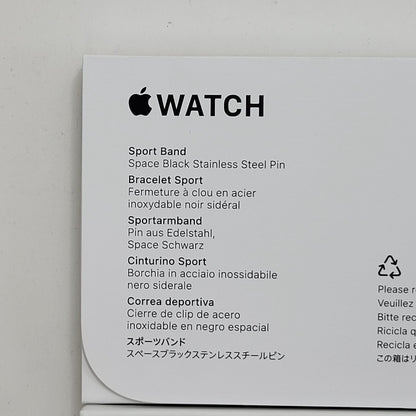 WATCH
Sport Band
Space Black Stainless Steel Pin
Bracelet Sport
Fermeture à clou en acier
inoxydable noir sidéral
Sportarmband
Pin aus Edelstahl,
Space Schwarz
Cinturino Sport
Borchia in acciaio inossidabile
nero siderale
Correa deportiva
Cierre de clip de acero
inoxidable en negro espacial
スポーツバンド
スペースブラックステンレススチールピン
Please
Veuillez
Bitte
Ricicla
Recicla
この箱は